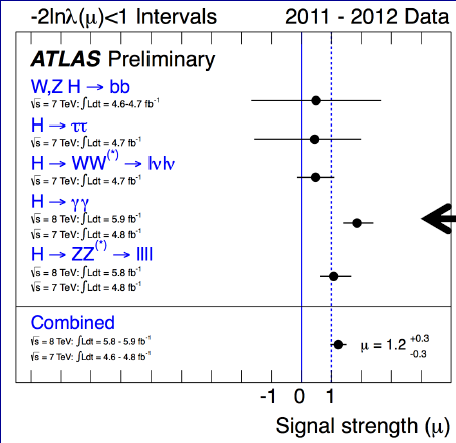 -2lnλ(μ)<1 Intervals 2011 - 2012 Data
ATLAS Preliminary
W,Z H → bb
√s = 7 TeV: ∫Ldt = 4.6-4.7 fb⁻¹
H → ττ
√s = 7 TeV: ∫Ldt = 4.7 fb⁻¹
H → WW⁽*⁾ → lνlν
√s = 7 TeV: ∫Ldt = 4.7 fb⁻¹
H → γγ
√s = 8 TeV: ∫Ldt = 5.9 fb⁻¹
√s = 7 TeV: ∫Ldt = 4.8 fb⁻¹
H → ZZ⁽*⁾ → llll
√s = 8 TeV: ∫Ldt = 5.8 fb⁻¹
√s = 7 TeV: ∫Ldt = 4.8 fb⁻¹
Combined
√s = 8 TeV: ∫Ldt = 5.8 - 5.9 fb⁻¹
√s = 7 TeV: ∫Ldt = 4.6 - 4.8 fb⁻¹
μ = 1.2 +0.3 -0.3
-1 0 1
Signal strength (μ)